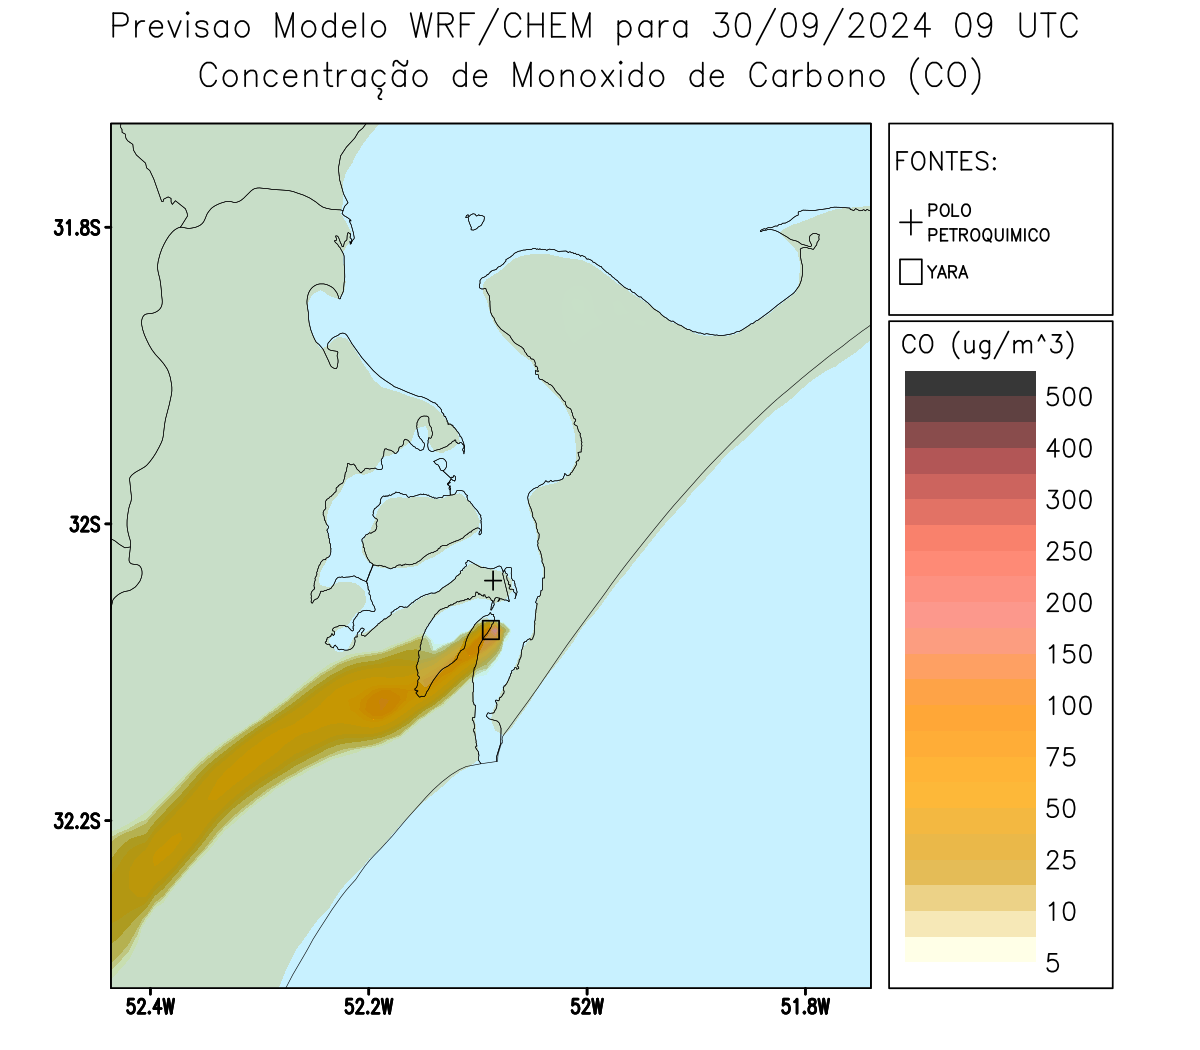 Previsao Modelo WRF/CHEM para 30/09/2024 09 UTC
Concentração de Monoxido de Carbono (CO)
FONTES:
POLO
PETROQUIMICO
YARA
CO (ug/m^3)
500
400
300
250
200
150
100
75
50
25
10
5
31.8S
32S
32.2S
52.4W
52.2W
52W
51.8W